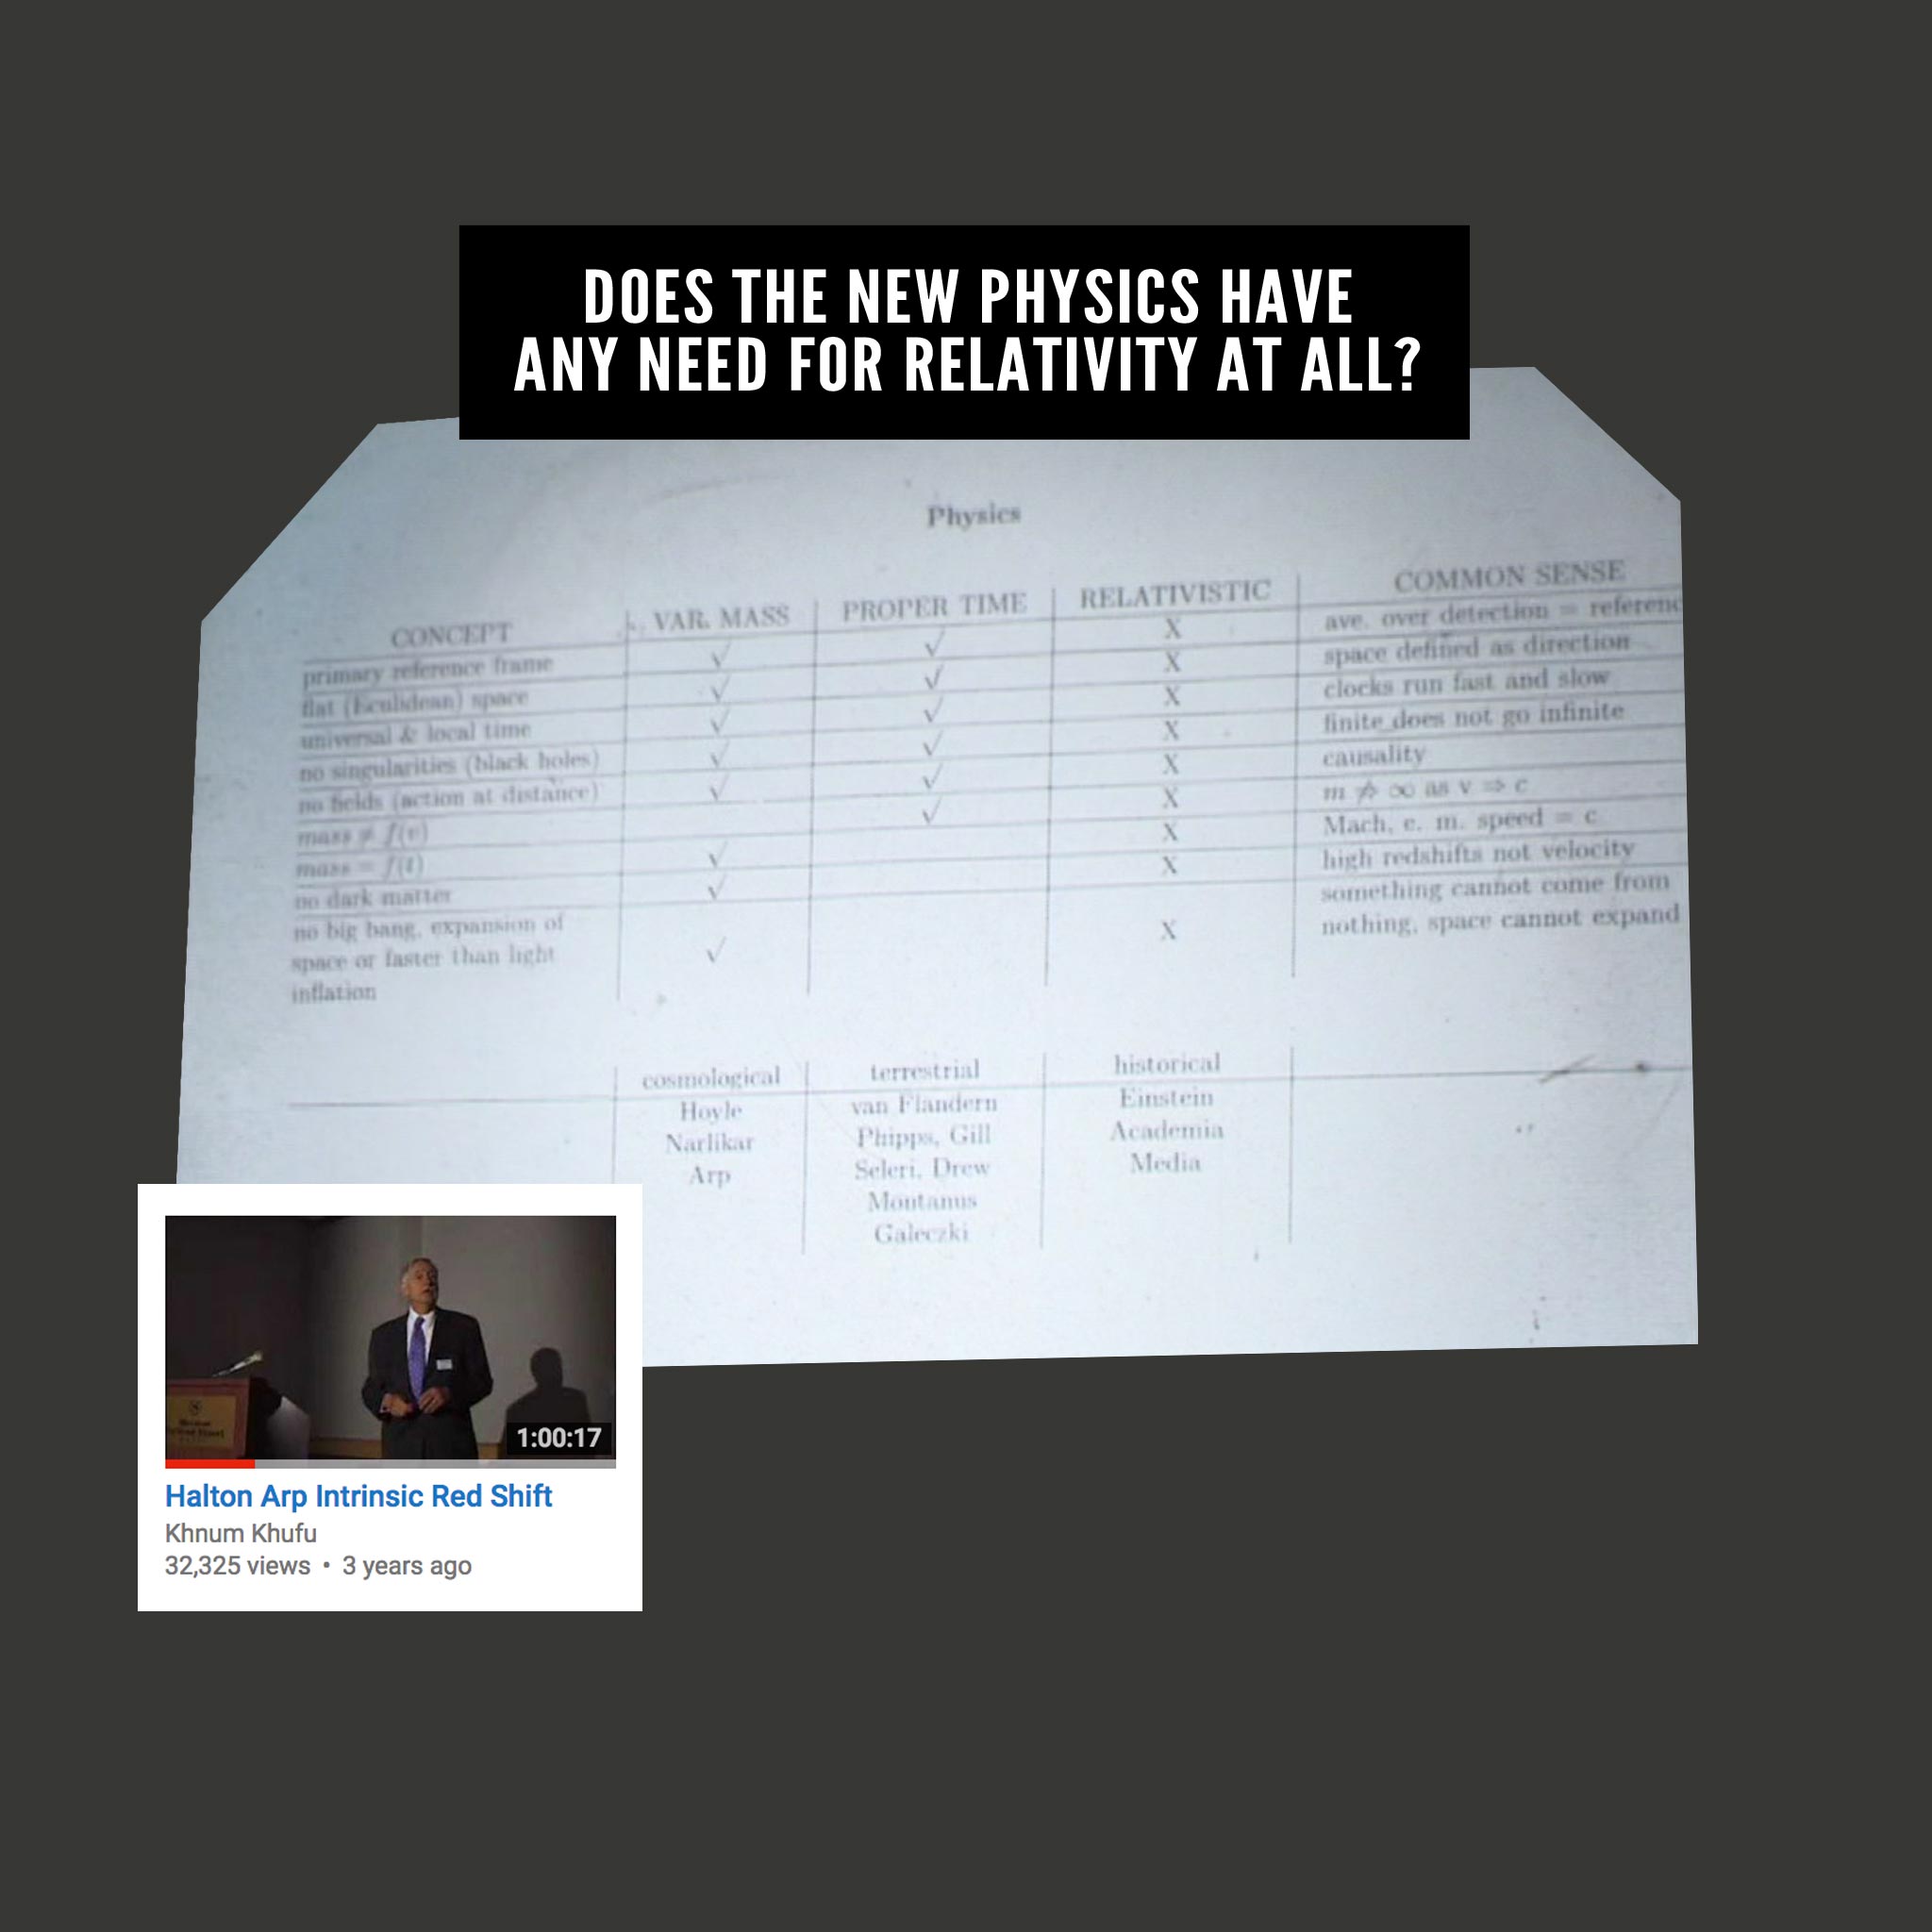 DOES THE NEW PHYSICS HAVE
ANY NEED FOR RELATIVITY AT ALL?
Physics
CONCEPT VAR. MASS PROPER TIME RELATIVISTIC COMMON SENSE
primary reference frame √ √ X ave. over detection = referenc
flat (Eculidean) space √ √ X space defined as direction
universal & local time √ √ X clocks run fast and slow
no singularities (black holes) √ √ X finite does not go infinite
no fields (action at distance) √ √ X causality
mass ≠ f(v) √ X m ⇏ ∞ as v ⇒ c
mass = f(t) √ X Mach, e. m. speed = c
no dark matter √ X high redshifts not velocity
no big bang, expansion of something cannot come from
space or faster than light √ X nothing, space cannot expand
inflation
cosmological terrestrial historical
Hoyle van Flandern Einstein
Narlikar Phipps, Gill Academia
Arp Seleri, Drew Media
Montanus
Galeczki
1:00:17
Halton Arp Intrinsic Red Shift
Khnum Khufu
32,325 views • 3 years ago